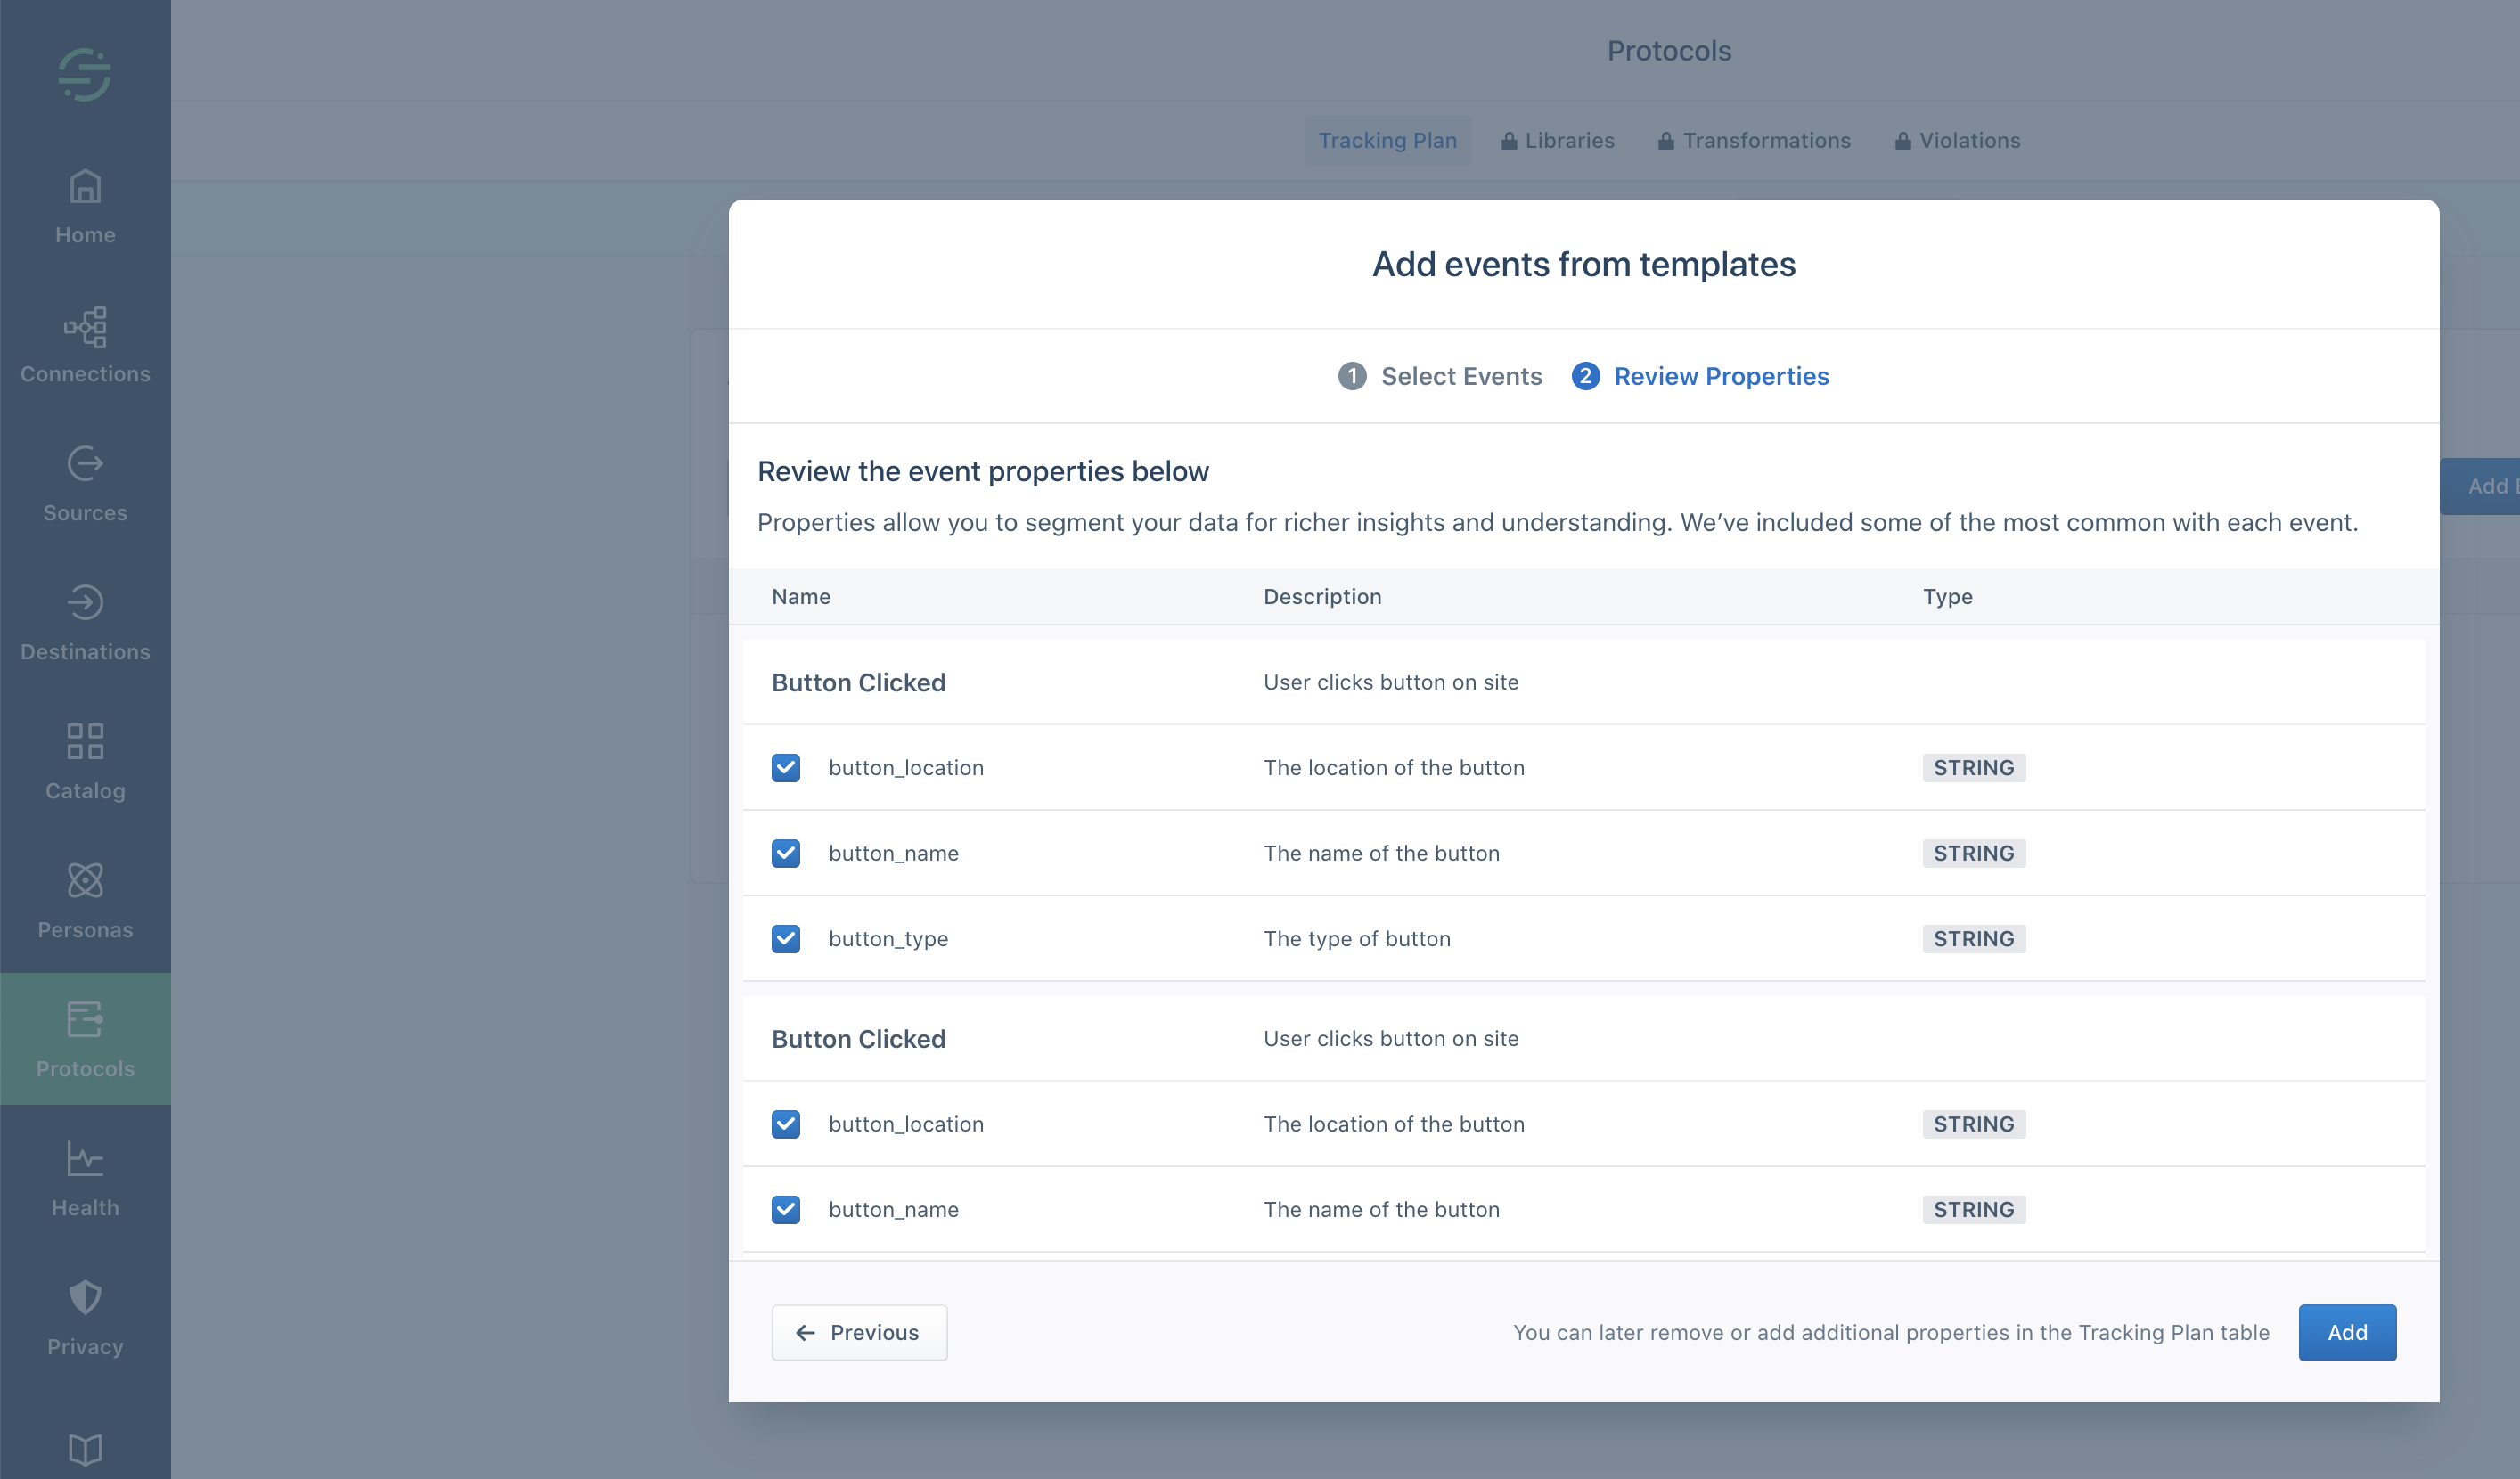 Protocols
Tracking Plan Libraries Transformations Violations
Home
Connections
Sources
Destinations
Catalog
Personas
Protocols
Health
Privacy
Add events from templates
1 Select Events 2 Review Properties
Add
Review the event properties below
Properties allow you to segment your data for richer insights and understanding. We’ve included some of the most common with each event.
Name Description Type
Button Clicked User clicks button on site
button_location The location of the button STRING
button_name The name of the button STRING
button_type The type of button STRING
Button Clicked User clicks button on site
button_location The location of the button STRING
button_name The name of the button STRING
Previous You can later remove or add additional properties in the Tracking Plan table Add